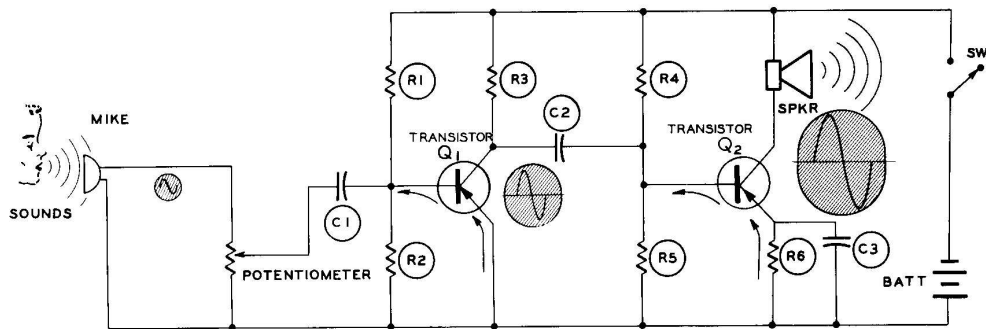 R1
R3
R4
SW
C2
SPKR
MIKE
TRANSISTOR
Q1
TRANSISTOR
Q2
SOUNDS
C1
POTENTIOMETER
R2
R5
R6
C3
BATT